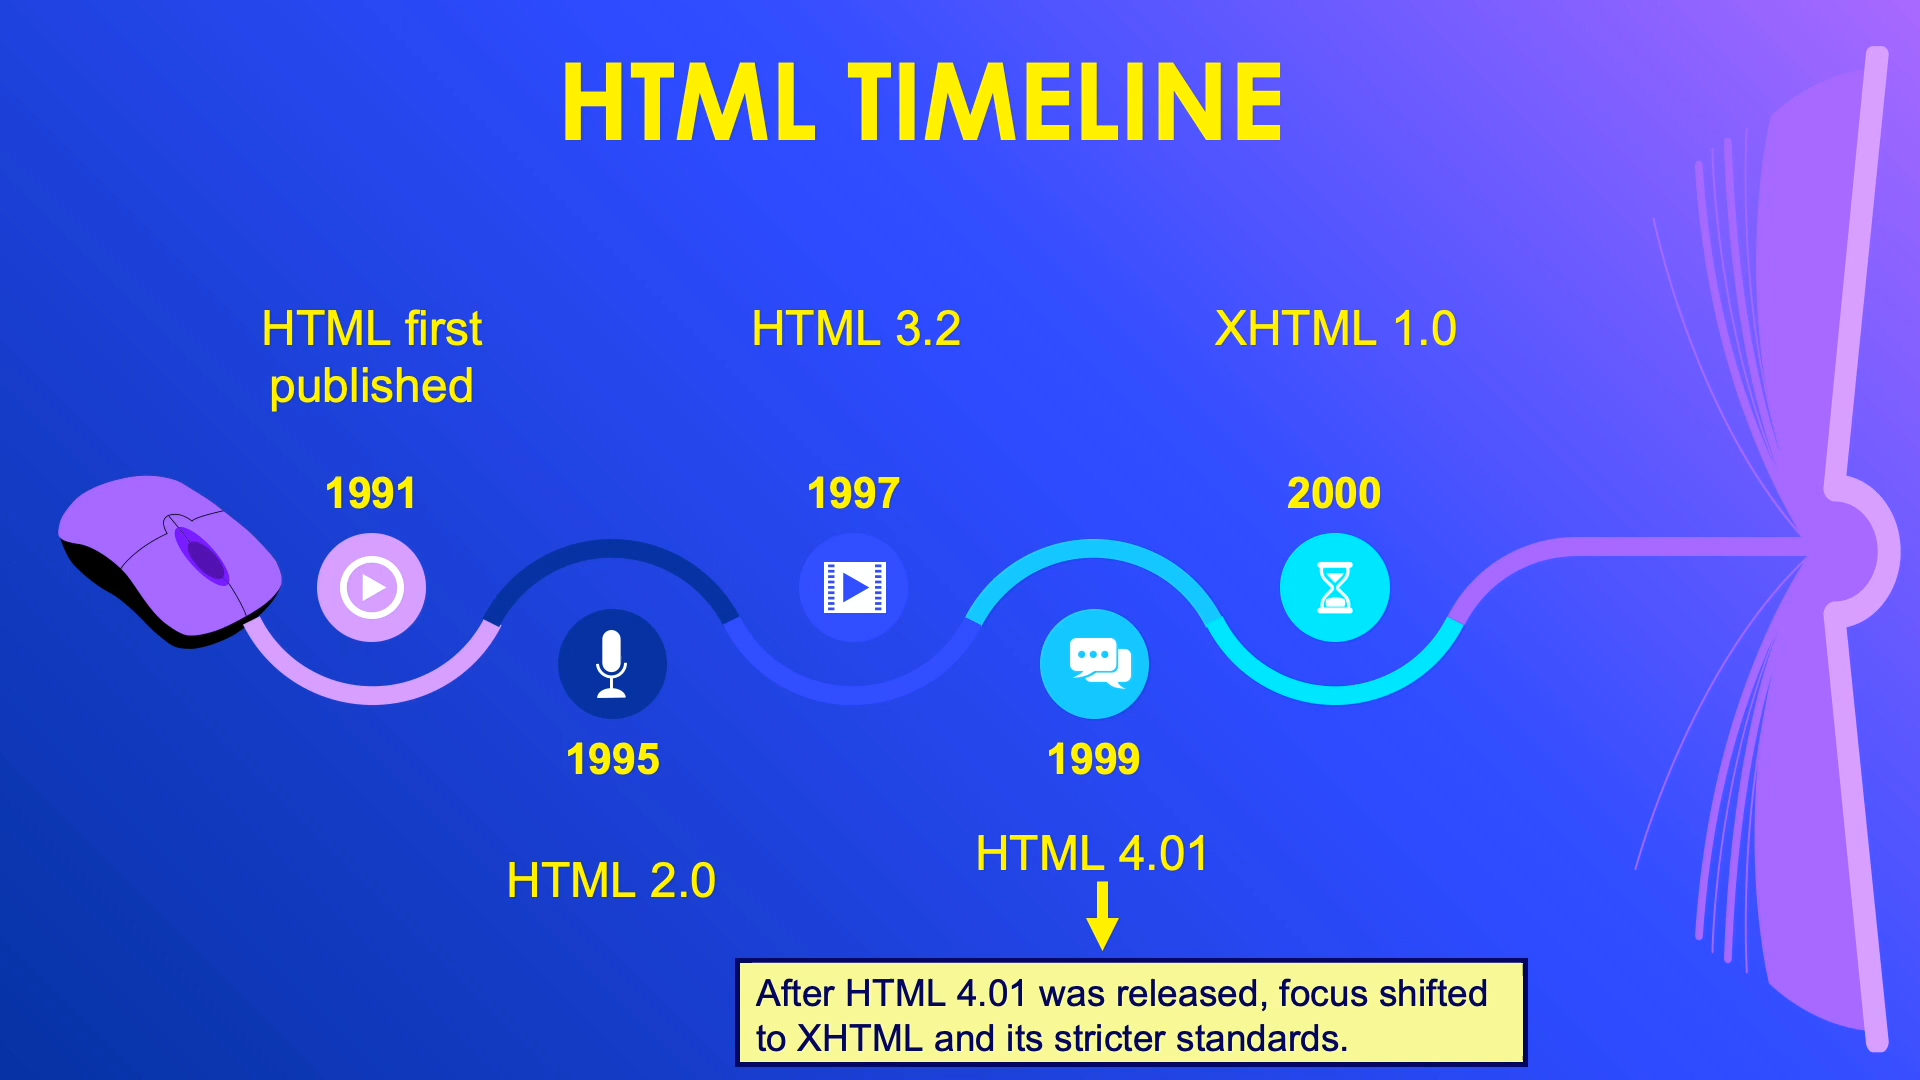 HTML TIMELINE
HTML first
published
1991
1995
HTML 2.0
HTML 3.2
1997
1999
HTML 4.01
After HTML 4.01 was released, focus shifted
to XHTML and its stricter standards.
XHTML 1.0
2000